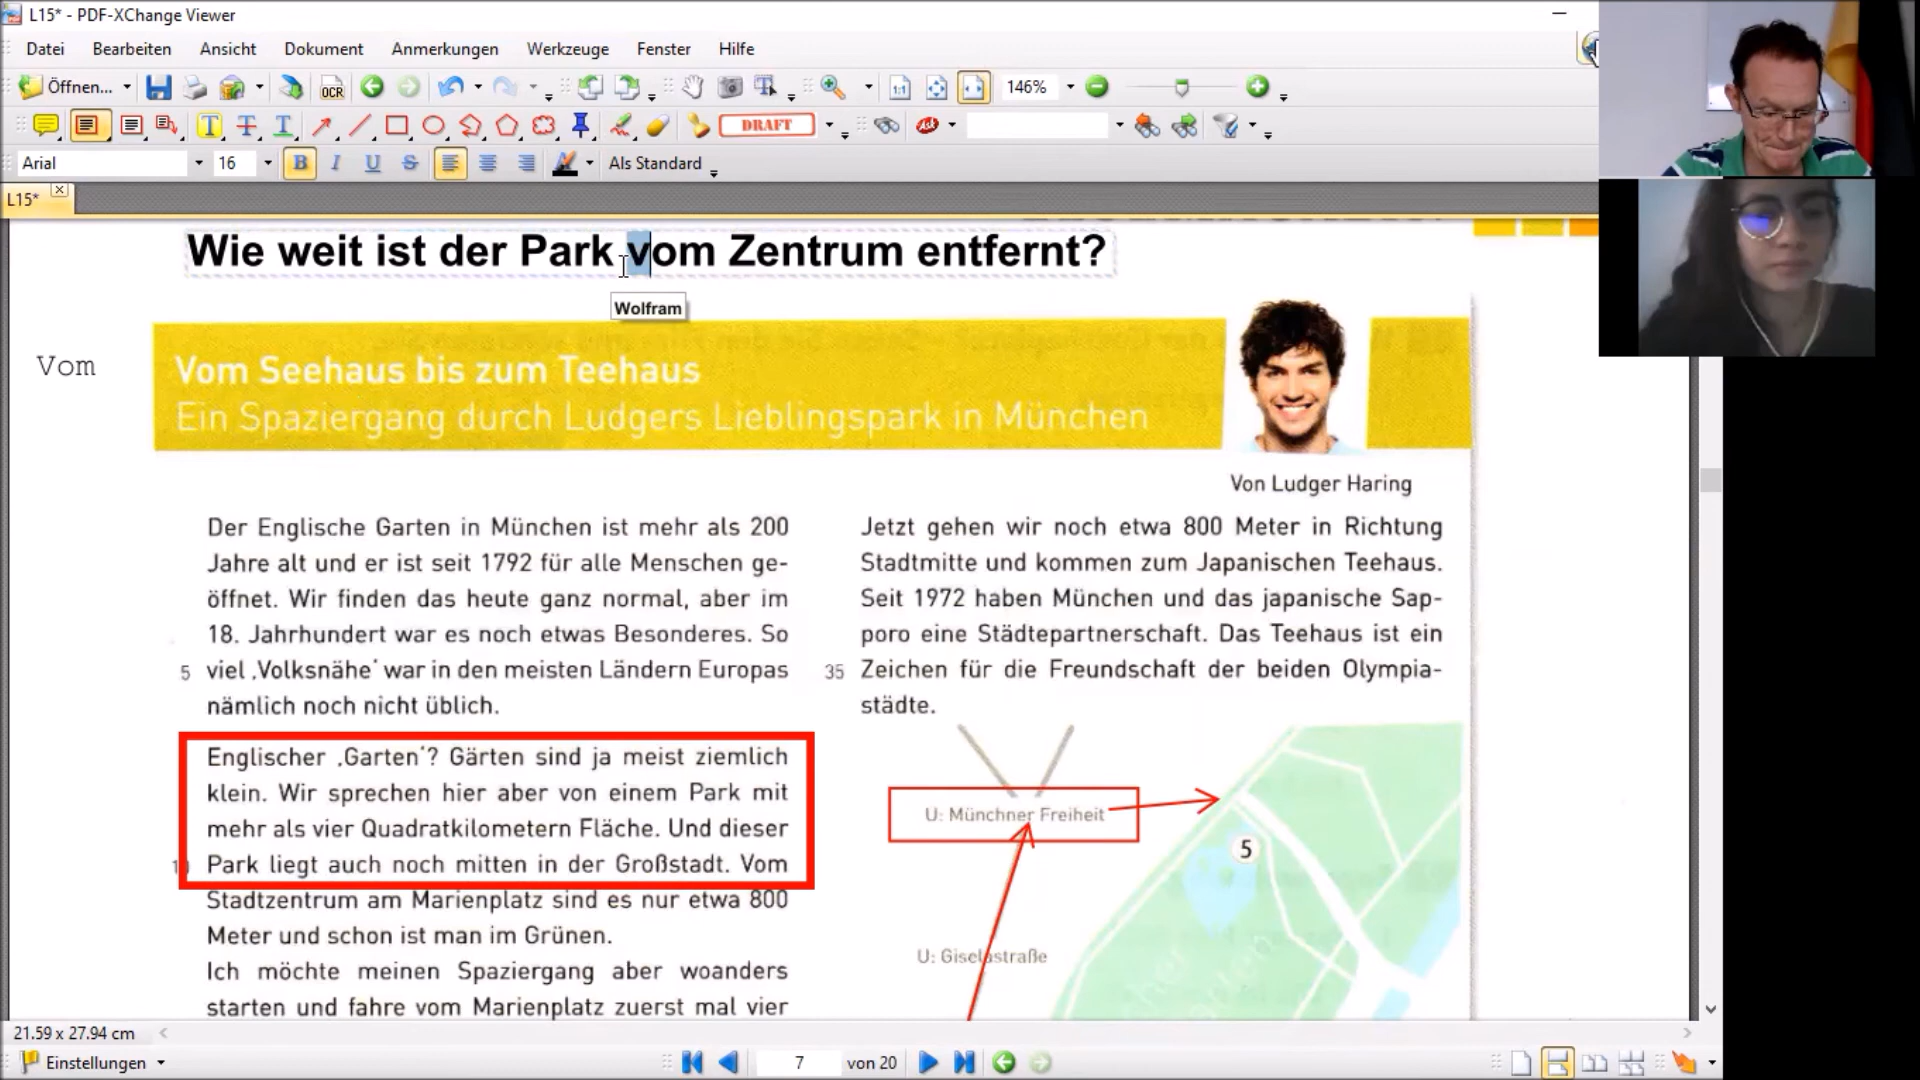 L15* - PDF-XChange Viewer
Datei Bearbeiten Ansicht Dokument Anmerkungen Werkzeuge Fenster Hilfe
Öffnen... OCR 146%
DRAFT
Arial 16 B I U S Als Standard
L15*
Wie weit ist der Park vom Zentrum entfernt?
Wolfram
Vom
Vom Seehaus bis zum Teehaus
Ein Spaziergang durch Ludgers Lieblingspark in München
Von Ludger Haring
Der Englische Garten in München ist mehr als 200
Jahre alt und er ist seit 1792 für alle Menschen ge-
öffnet. Wir finden das heute ganz normal, aber im
18. Jahrhundert war es noch etwas Besonderes. So
5 viel ‚Volksnähe‘ war in den meisten Ländern Europas
nämlich noch nicht üblich.
Englischer ‚Garten‘? Gärten sind ja meist ziemlich
klein. Wir sprechen hier aber von einem Park mit
mehr als vier Quadratkilometern Fläche. Und dieser
Park liegt auch noch mitten in der Großstadt. Vom
Stadtzentrum am Marienplatz sind es nur etwa 800
Meter und schon ist man im Grünen.
Ich möchte meinen Spaziergang aber woanders
starten und fahre vom Marienplatz zuerst mal vier
Jetzt gehen wir noch etwa 800 Meter in Richtung
Stadtmitte und kommen zum Japanischen Teehaus.
Seit 1972 haben München und das japanische Sap-
poro eine Städtepartnerschaft. Das Teehaus ist ein
35 Zeichen für die Freundschaft der beiden Olympia-
städte.
U: Münchner Freiheit
5
U: Giselastraße
21.59 x 27.94 cm
Einstellungen 7 von 20